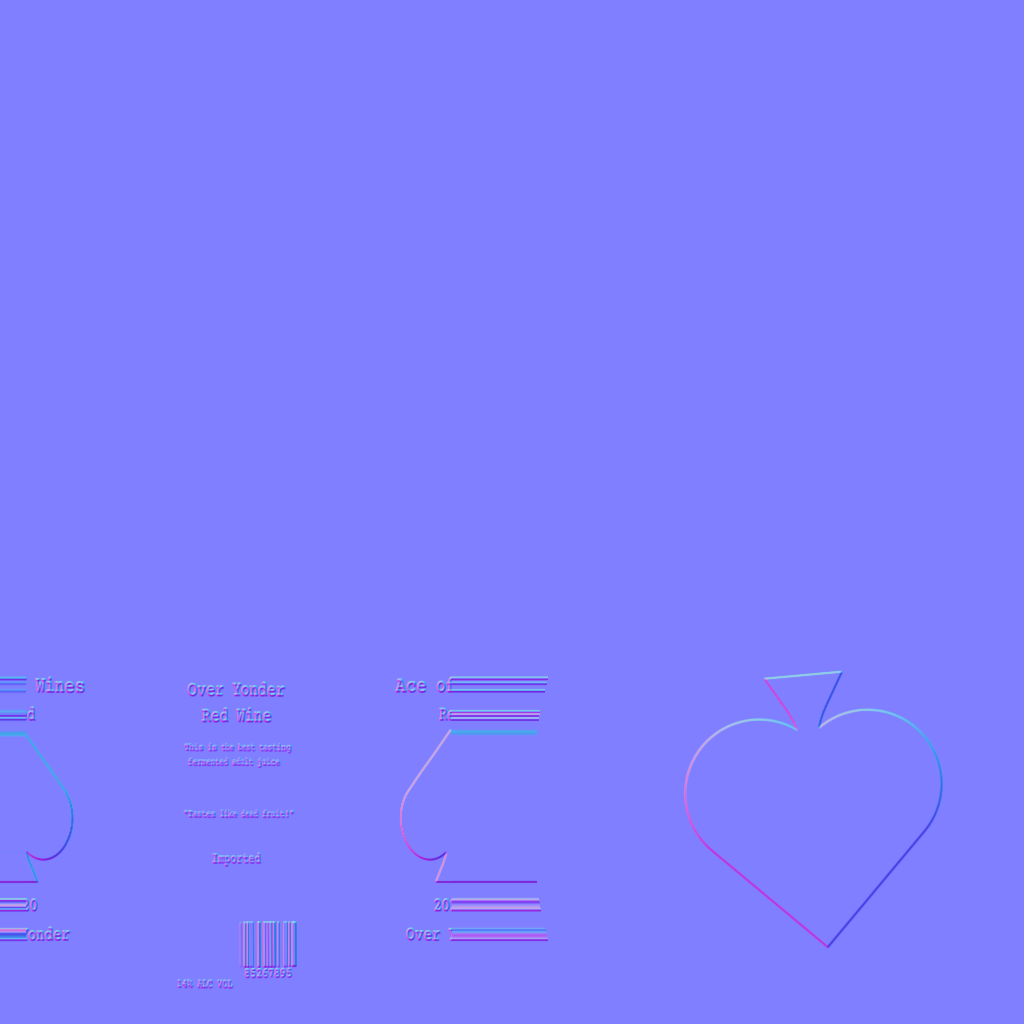 Wines
d
20
onder
Over Yonder
Red Wine
This is the best tasting
fermented adult juice
"Tastes like dead fruit!"
Imported
85267895
14% ALC VOL
Ace of
R
20
Over